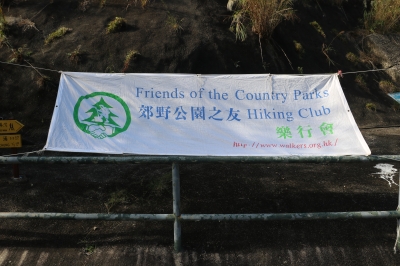 Friends of the Country Parks
郊野公園之友 Hiking Club
樂行會
http://www.walkers.org.hk/